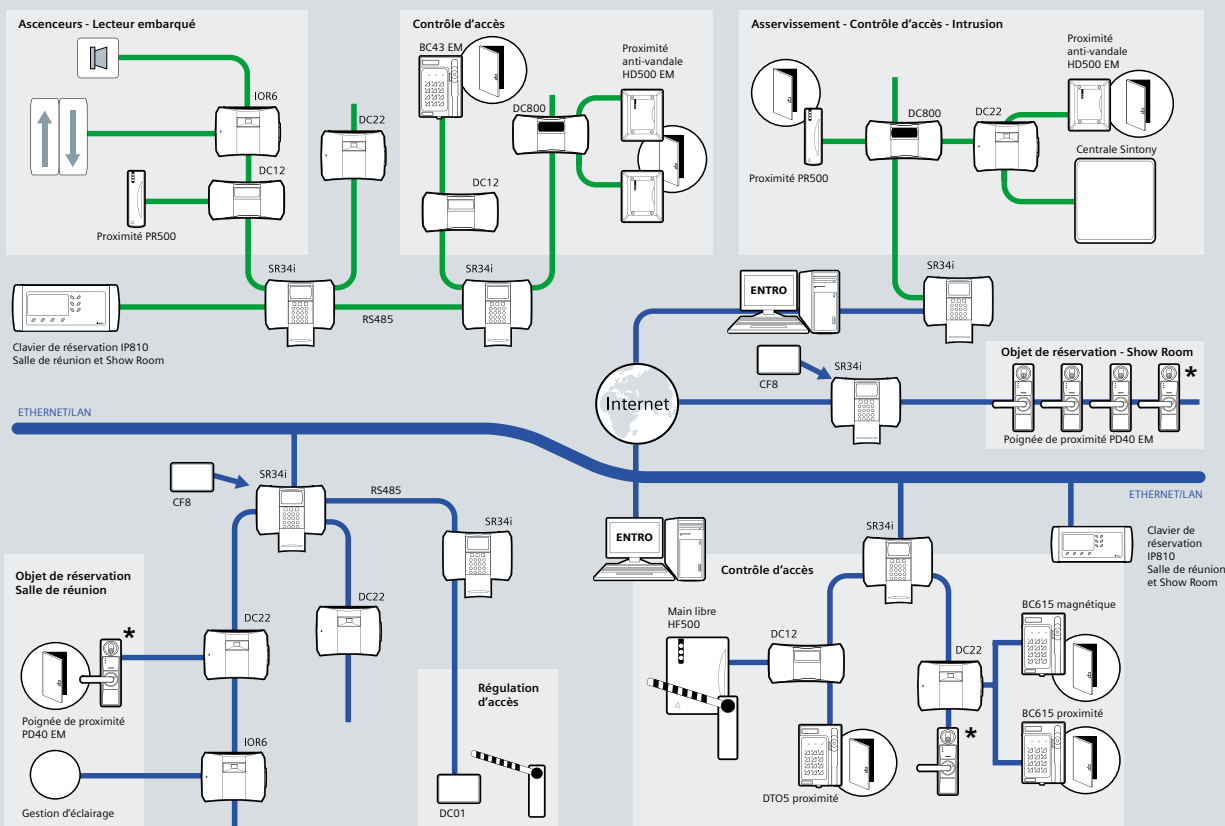 Ascenceurs - Lecteur embarqué
IOR6
DC22
DC12
Proximité PR500
SR34i
Clavier de réservation IP810
Salle de réunion et Show Room
RS485
Contrôle d'accès
BC43 EM
Proximité
anti-vandale
HD500 EM
DC800
DC12
SR34i
Asservissement - Contrôle d'accès - Intrusion
Proximité
anti-vandale
HD500 EM
DC800
DC22
Centrale Sintony
Proximité PR500
SR34i
ENTRO
Internet
CF8
SR34i
Objet de réservation - Show Room
*
Poignée de proximité PD40 EM
ETHERNET/LAN
ETHERNET/LAN
CF8
SR34i
RS485
SR34i
Objet de réservation
Salle de réunion
*
DC22
DC22
Poignée de proximité
PD40 EM
IOR6
Gestion d'éclairage
Régulation
d'accès
DC01
ENTRO
Contrôle d'accès
SR34i
Clavier de
réservation
IP810
Salle de réunion
et Show Room
Main libre
HF500
DC12
DC22
BC615 magnétique
BC615 proximité
*
DTO5 proximité